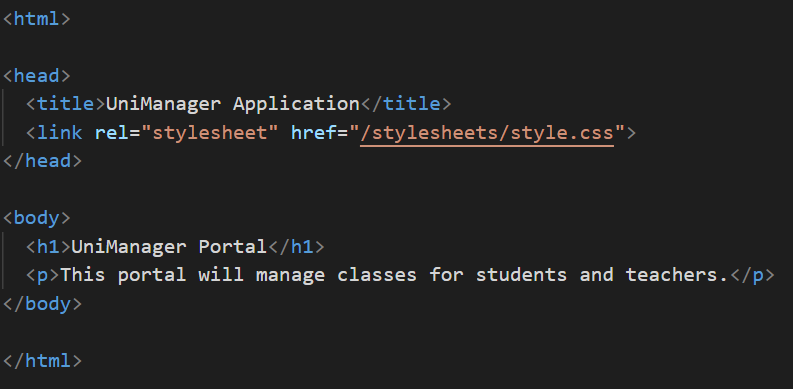 <html>
<head>
<title>UniManager Application</title>
<link rel="stylesheet" href="/stylesheets/style.css">
</head>
<body>
<h1>UniManager Portal</h1>
<p>This portal will manage classes for students and teachers.</p>
</body>
</html>